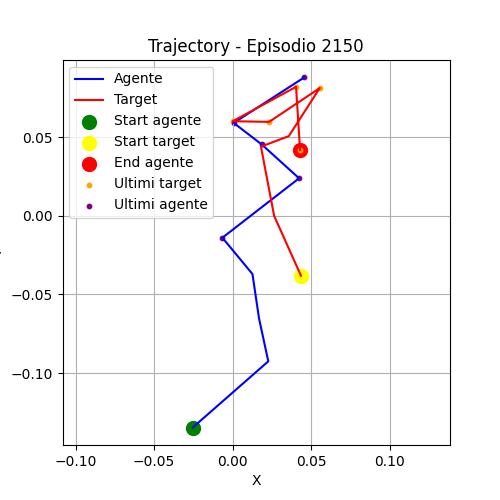 Trajectory - Episodio 2150
Agente
Target
Start agente
Start target
End agente
Ultimi target
Ultimi agente
0.05
0.00
−0.05
−0.10
−0.10
−0.05
0.00
0.05
0.10
X